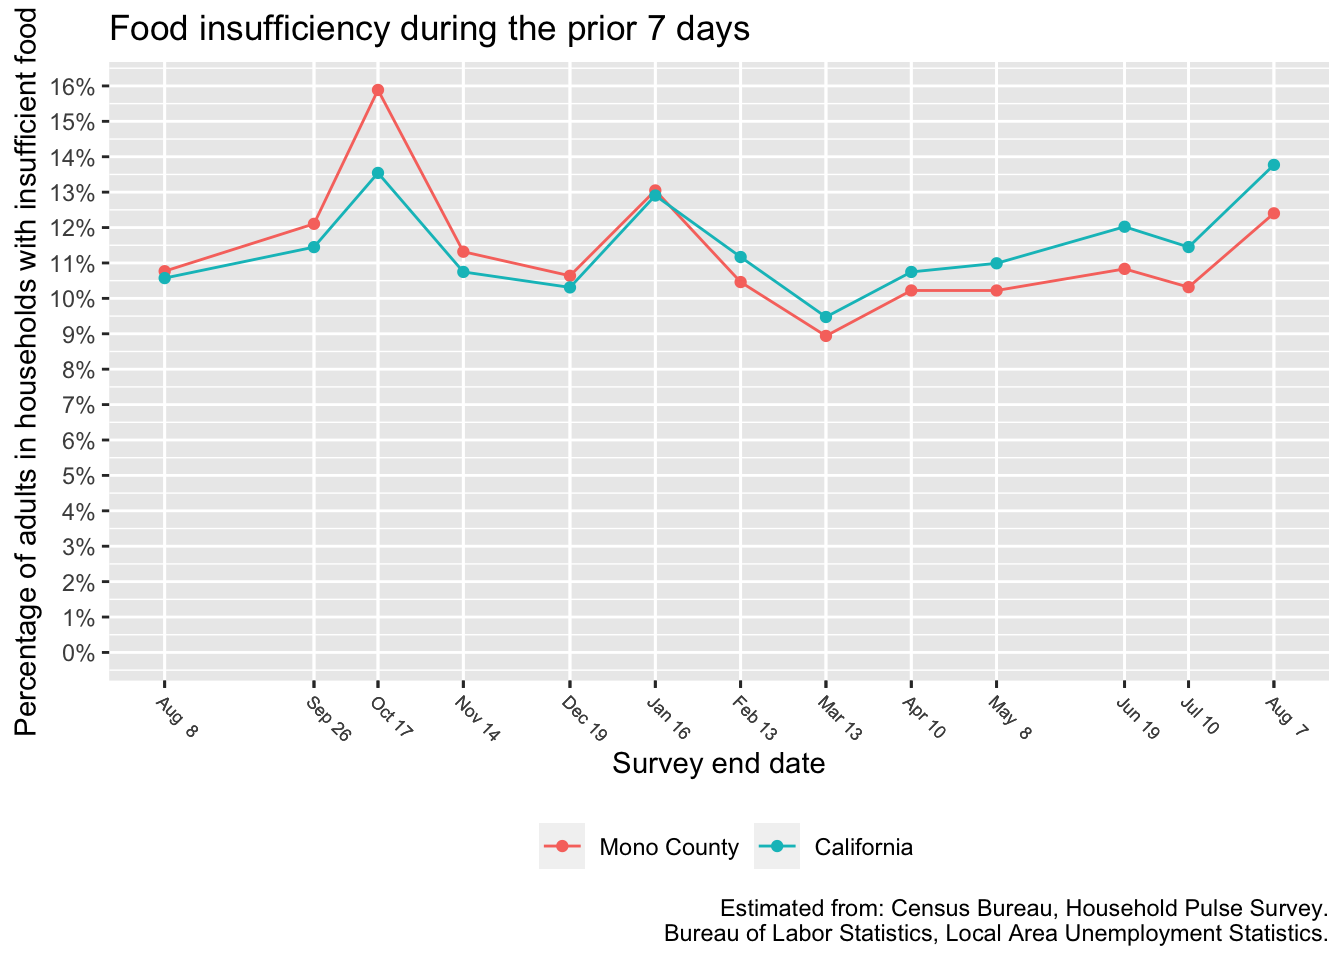 Food insufficiency during the prior 7 days
Percentage of adults in households with insufficient food
16%
15%
14%
13%
12%
11%
10%
9%
8%
7%
6%
5%
4%
3%
2%
1%
0%
Aug 8
Sep 26
Oct 17
Nov 14
Dec 19
Jan 16
Feb 13
Mar 13
Apr 10
May 8
Jun 19
Jul 10
Aug 7
Survey end date
Mono County
California
Estimated from: Census Bureau, Household Pulse Survey.
Bureau of Labor Statistics, Local Area Unemployment Statistics.